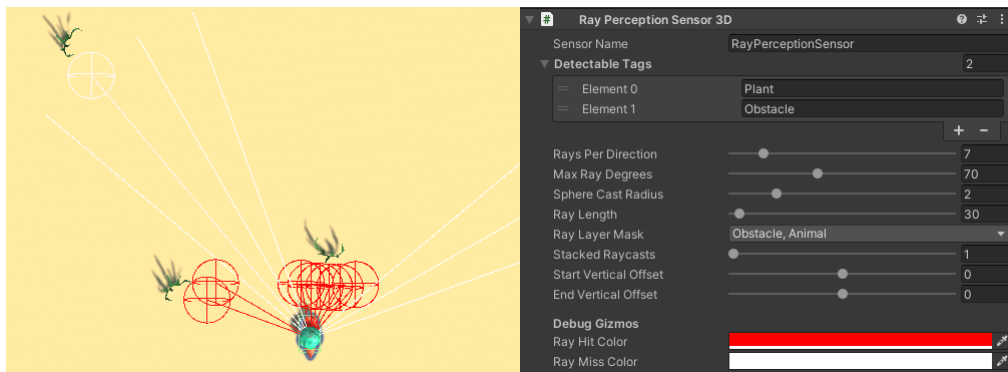 # Ray Perception Sensor 3D
Sensor Name RayPerceptionSensor
Detectable Tags 2
Element 0 Plant
Element 1 Obstacle
+ −
Rays Per Direction 7
Max Ray Degrees 70
Sphere Cast Radius 2
Ray Length 30
Ray Layer Mask Obstacle, Animal
Stacked Raycasts 1
Start Vertical Offset 0
End Vertical Offset 0
Debug Gizmos
Ray Hit Color
Ray Miss Color